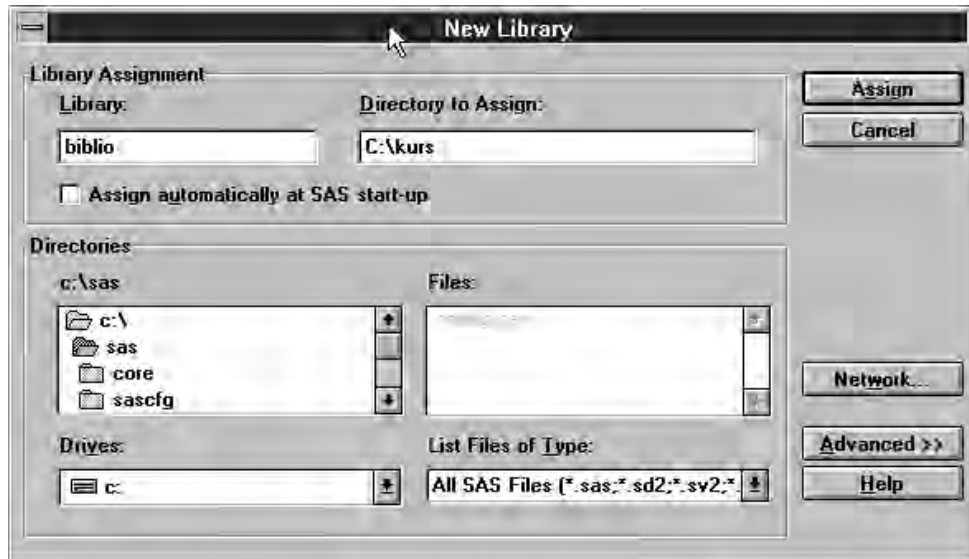 New Library
Library Assignment
Library:
Directory to Assign:
biblio
C:\kurs
Assign automatically at SAS start-up
Assign
Cancel
Directories
c:\sas
Files:
c:\
sas
core
sascfg
Drives:
List Files of Type:
c:
All SAS Files (*.sas;*.sd2;*.sv2;*.
Network...
Advanced >>
Help